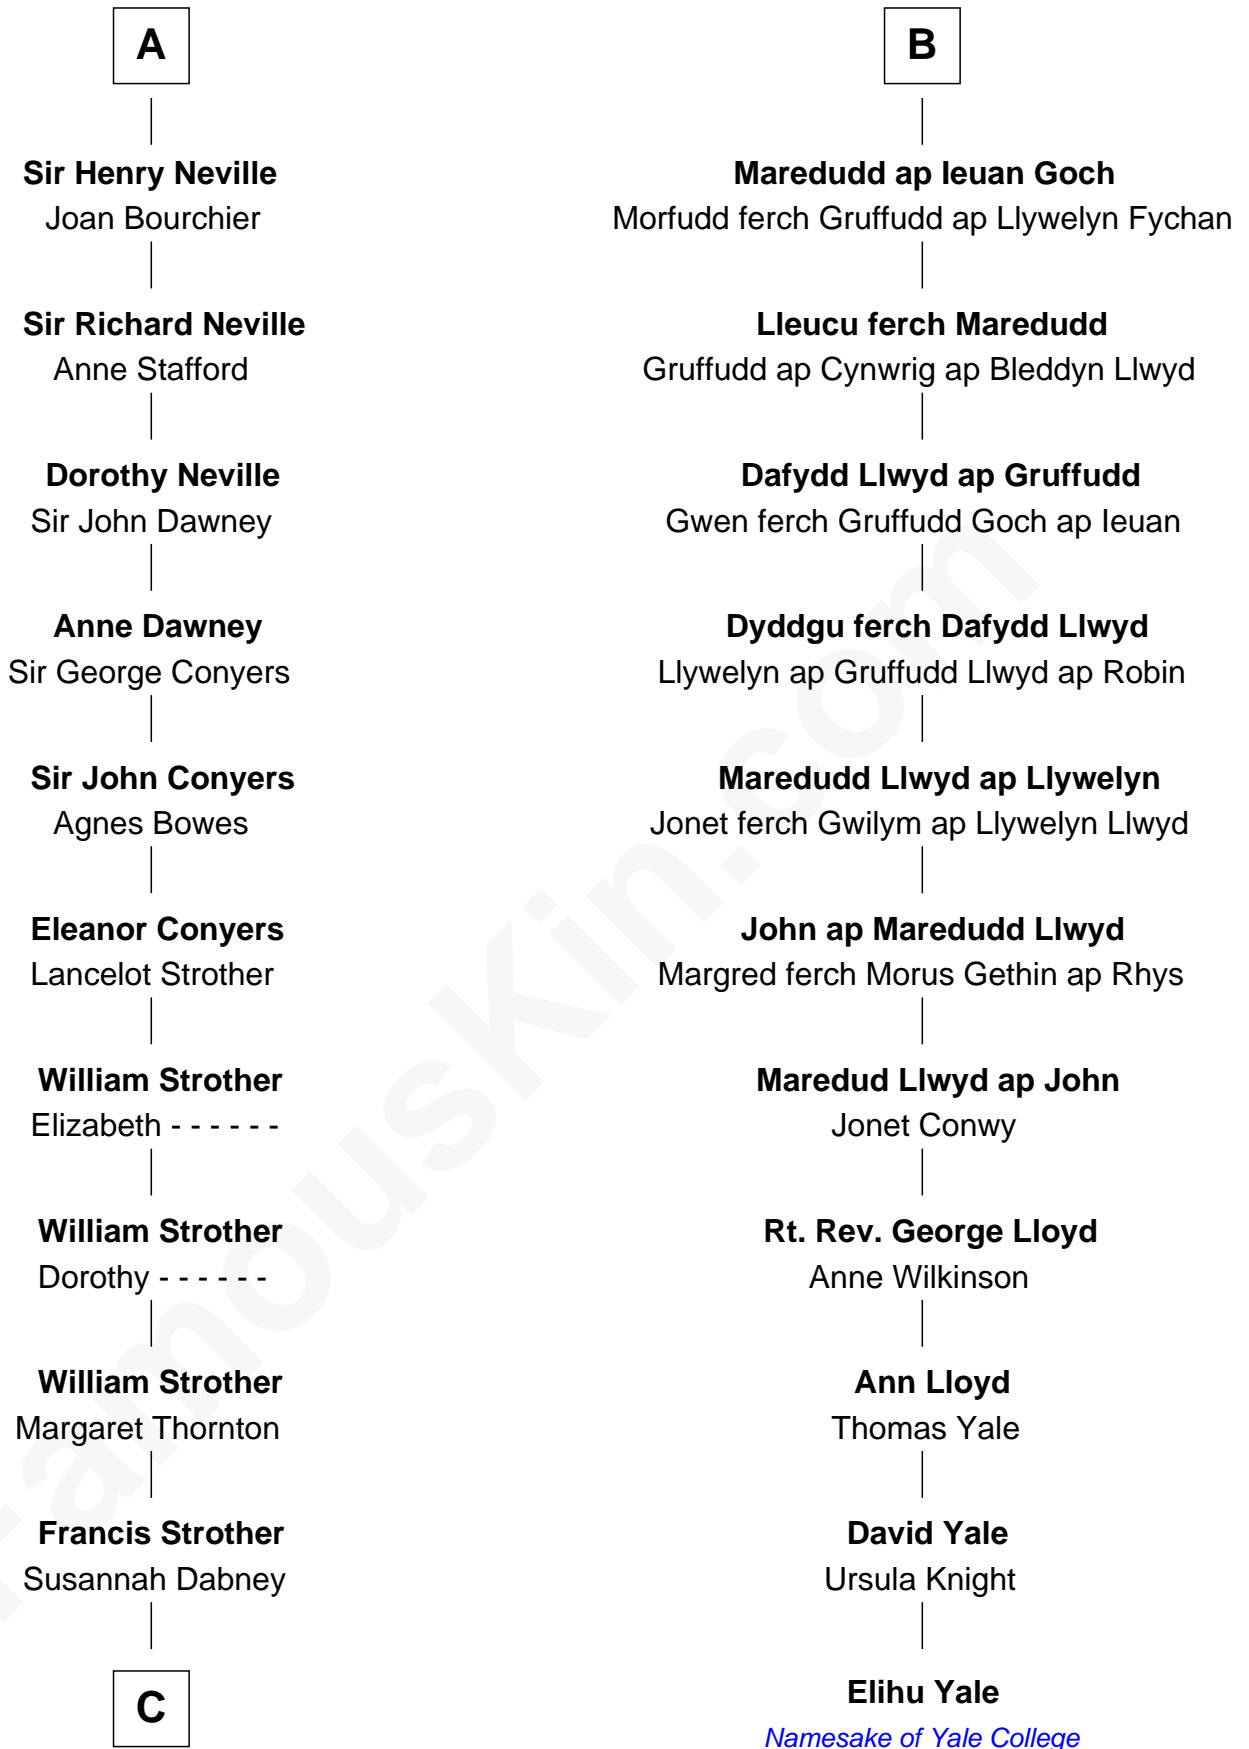 A
Sir Henry Neville
Joan Bourchier
Sir Richard Neville
Anne Stafford
Dorothy Neville
Sir John Dawney
Anne Dawney
Sir George Conyers
Sir John Conyers
Agnes Bowes
Eleanor Conyers
Lancelot Strother
William Strother
Elizabeth - - - - - -
William Strother
Dorothy - - - - - -
William Strother
Margaret Thornton
Francis Strother
Susannah Dabney
C
B
Maredudd ap Ieuan Goch
Morfudd ferch Gruffudd ap Llywelyn Fychan
Lleucu ferch Maredudd
Gruffudd ap Cynwrig ap Bleddyn Llwyd
Dafydd Llwyd ap Gruffudd
Gwen ferch Gruffudd Goch ap Ieuan
Dyddgu ferch Dafydd Llwyd
Llywelyn ap Gruffudd Llwyd ap Robin
Maredudd Llwyd ap Llywelyn
Jonet ferch Gwilym ap Llywelyn Llwyd
John ap Maredudd Llwyd
Margred ferch Morus Gethin ap Rhys
Maredud Llwyd ap John
Jonet Conwy
Rt. Rev. George Lloyd
Anne Wilkinson
Ann Lloyd
Thomas Yale
David Yale
Ursula Knight
Elihu Yale
Namesake of Yale College
FamousKin.com